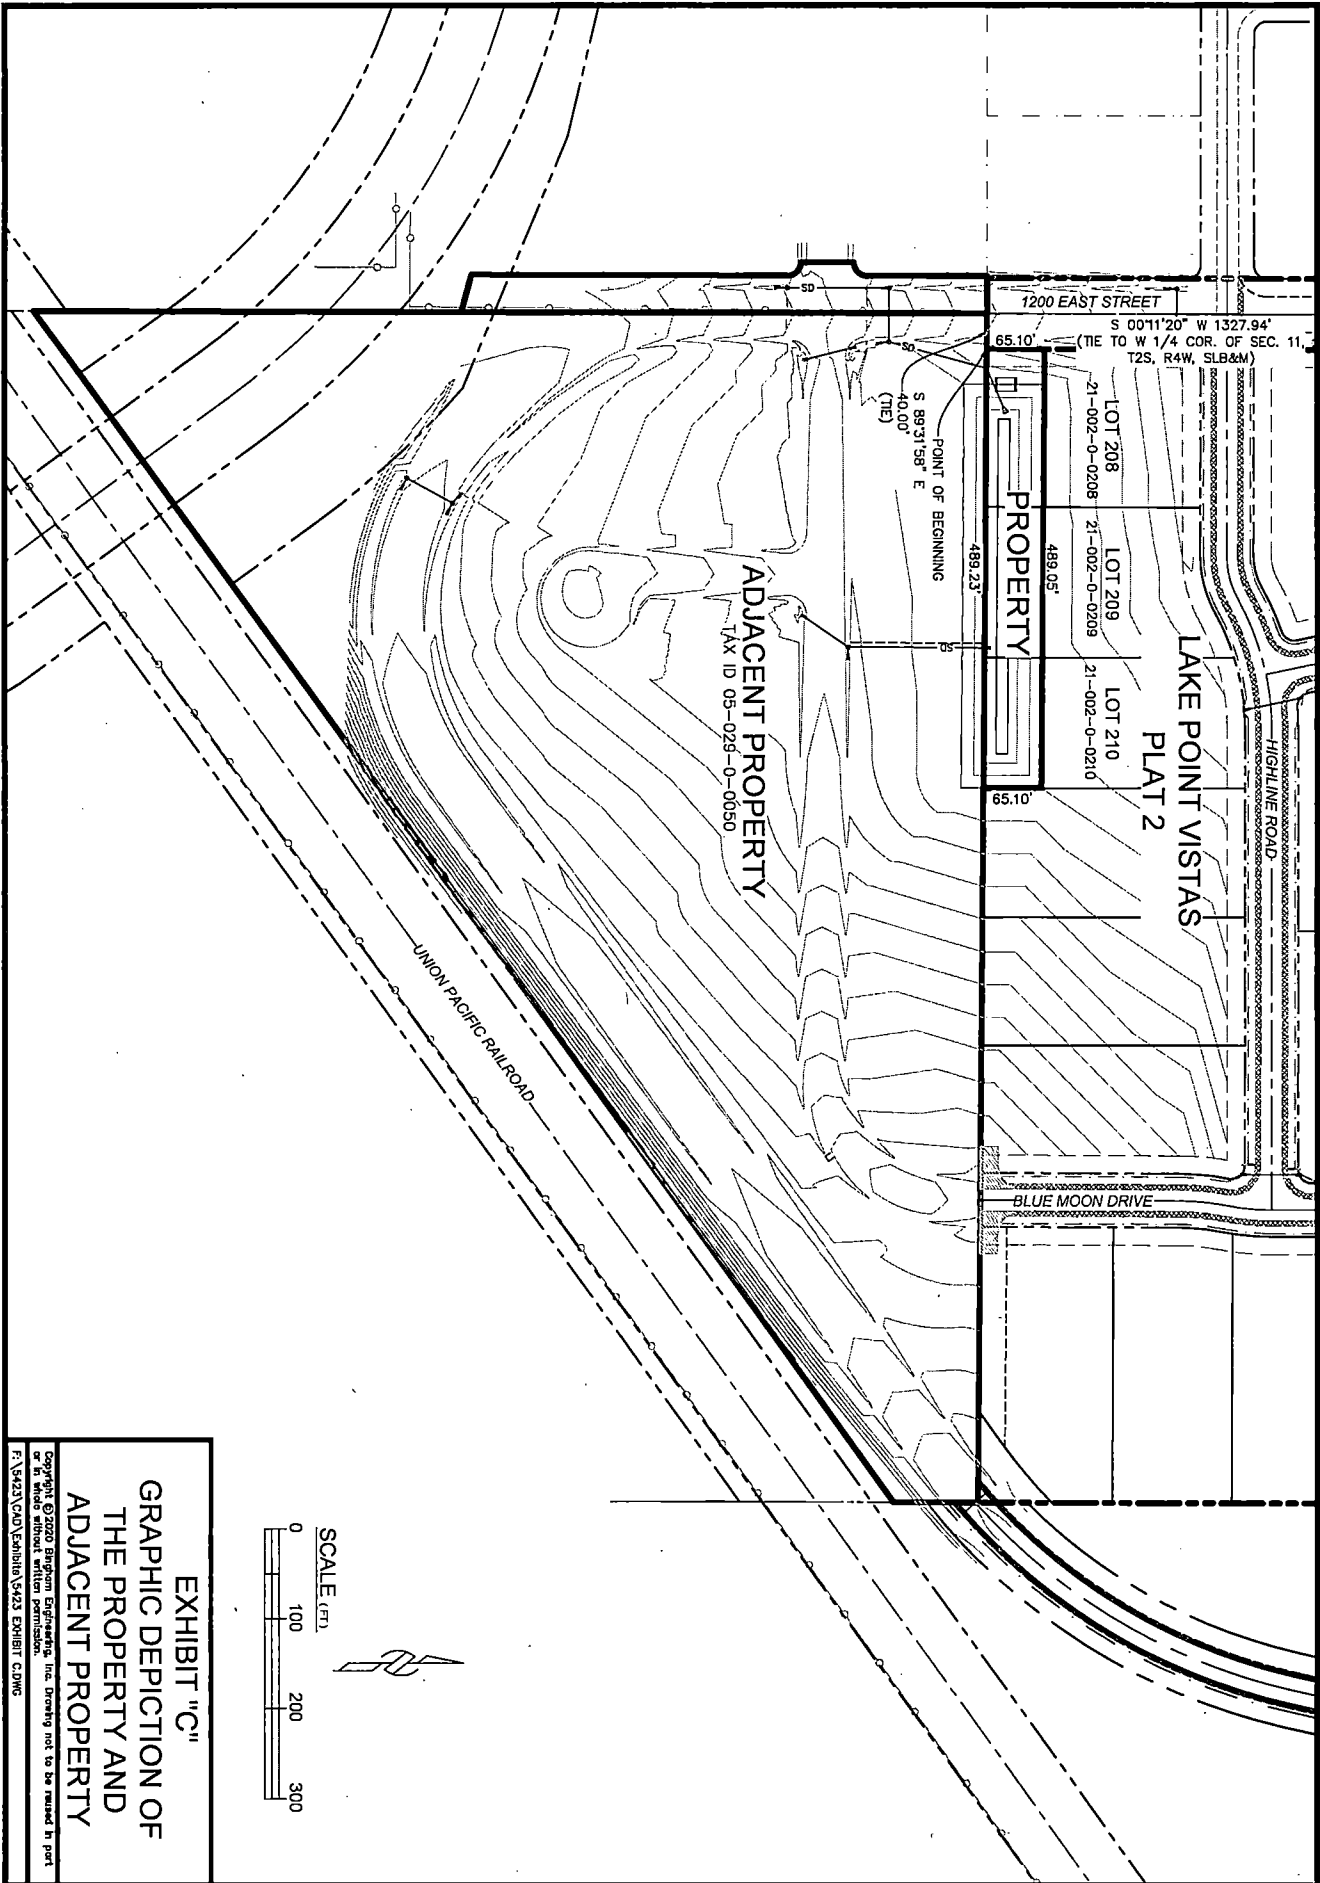 1200 EAST STREET
S 00°11'20" W 1327.94'
(TIE TO W 1/4 COR. OF SEC. 11,
T2S, R4W, SLB&M)
65.10'
LOT 208
21-002-0-0208
LOT 209
21-002-0-0209
LOT 210
21-002-0-0210
LAKE POINT VISTAS
PLAT 2
HIGHLINE ROAD
BLUE MOON DRIVE
489.05'
PROPERTY
489.23'
65.10'
POINT OF BEGINNING
S 89°31'58" E
40.00'
(TIE)
SD
SD
SD
ADJACENT PROPERTY
TAX ID 05-029-0-0050
UNION PACIFIC RAILROAD
SCALE (FT)
0 100 200 300
EXHIBIT "C"
GRAPHIC DEPICTION OF
THE PROPERTY AND
ADJACENT PROPERTY
Copyright © 2020 Bingham Engineering, Inc. Drawing not to be reused in part
or in whole without written permission.
F:\5423\CAD\Exhibits\5423 EXHIBIT C.DWG